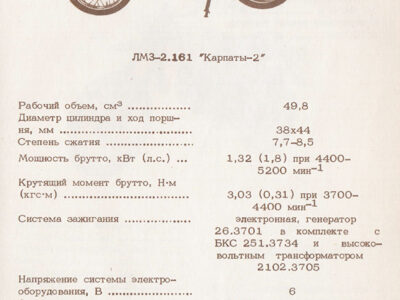 ЛМЗ-2.161 "Карпаты-2"
Рабочий объем, см³ ............... 49,8
Диаметр цилиндра и ход порш-
ня, мм ........................ 38х44
Степень сжатия .................. 7,7-8,5
Мощность брутто, кВт (л.с.) ... 1,32 (1,8) при 4400-
5200 мин⁻¹
Крутящий момент брутто, Н·м
(хгс·м) ....................... 3,03 (0,31) при 3700-
4400 мин⁻¹
Система зажигания ............... электронная, генератор
26.3701 в комплекте с
БКС 251.3734 и высоко-
вольтным трансформатором
2102.3705
Напряжение системы электро-
оборудования, В ............... 6